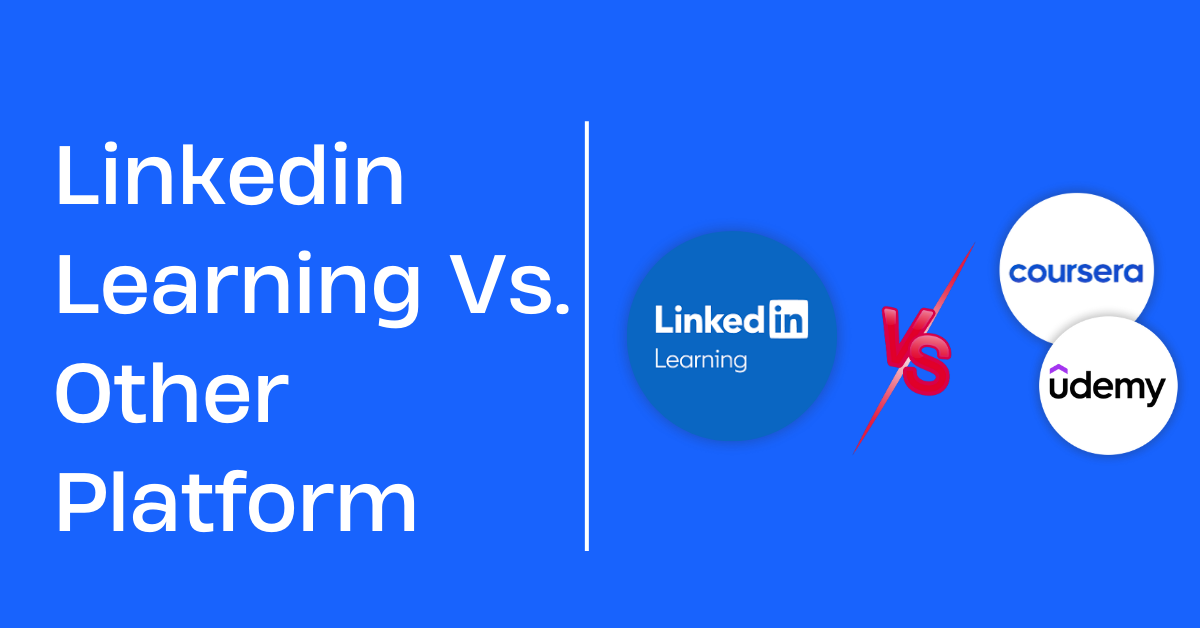 Linkedin
Learning Vs.
Other
Platform
Linked in
Learning
VS
coursera
udemy